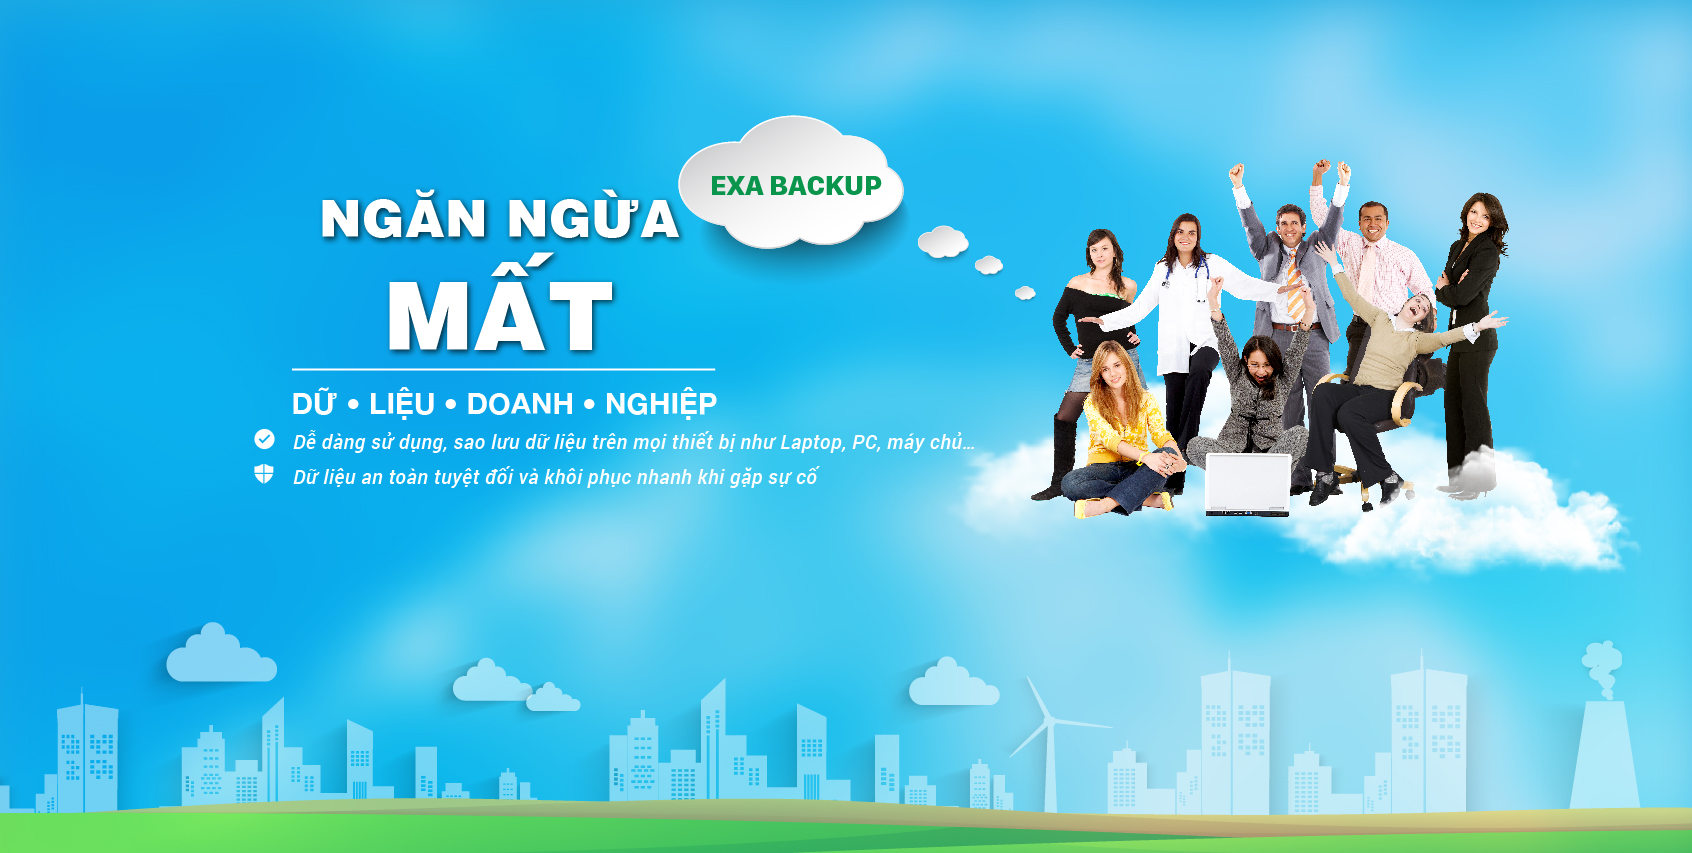 EXA BACKUP
NGĂN NGỪA
MẤT
DỮ • LIỆU • DOANH • NGHIỆP
Dễ dàng sử dụng, sao lưu dữ liệu trên mọi thiết bị như Laptop, PC, máy chủ...
Dữ liệu an toàn tuyệt đối và khôi phục nhanh khi gặp sự cố